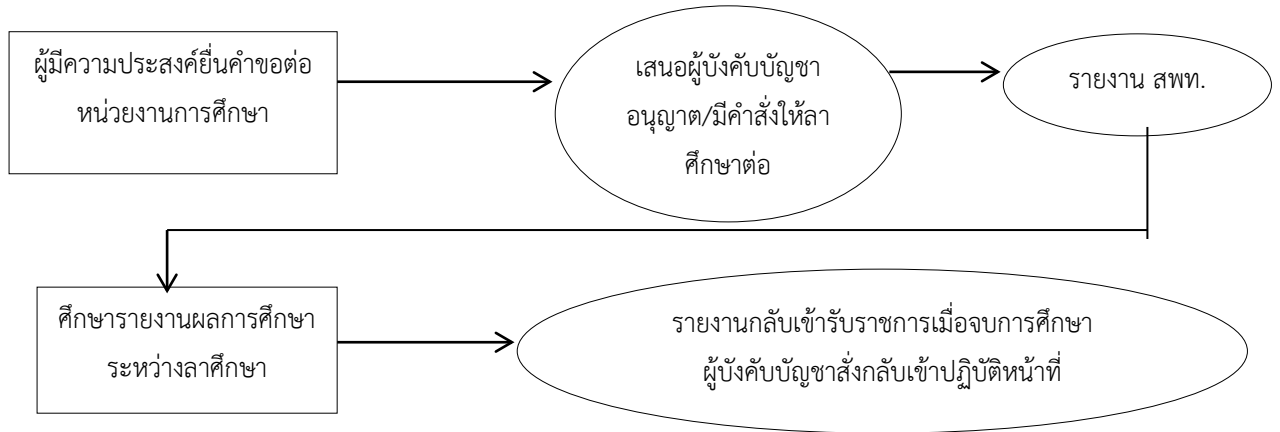 ผู้มีความประสงค์ยื่นคำขอต่อ
หน่วยงานการศึกษา
เสนอผู้บังคับบัญชา
อนุญาต/มีคำสั่งให้ลา
ศึกษาต่อ
รายงาน สพท.
ศึกษารายงานผลการศึกษา
ระหว่างลาศึกษา
รายงานกลับเข้ารับราชการเมื่อจบการศึกษา
ผู้บังคับบัญชาสั่งกลับเข้าปฏิบัติหน้าที่